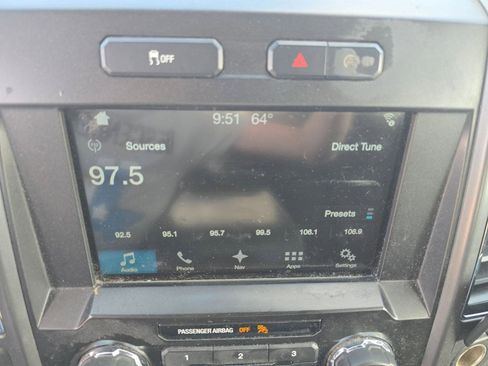 OFF
9:51 64°
Sources Direct Tune
97.5
Presets
92.5 95.1 95.7 99.5 106.1 106.9
Audio Phone Nav Apps Settings
PASSENGER AIRBAG OFF
1 2 3